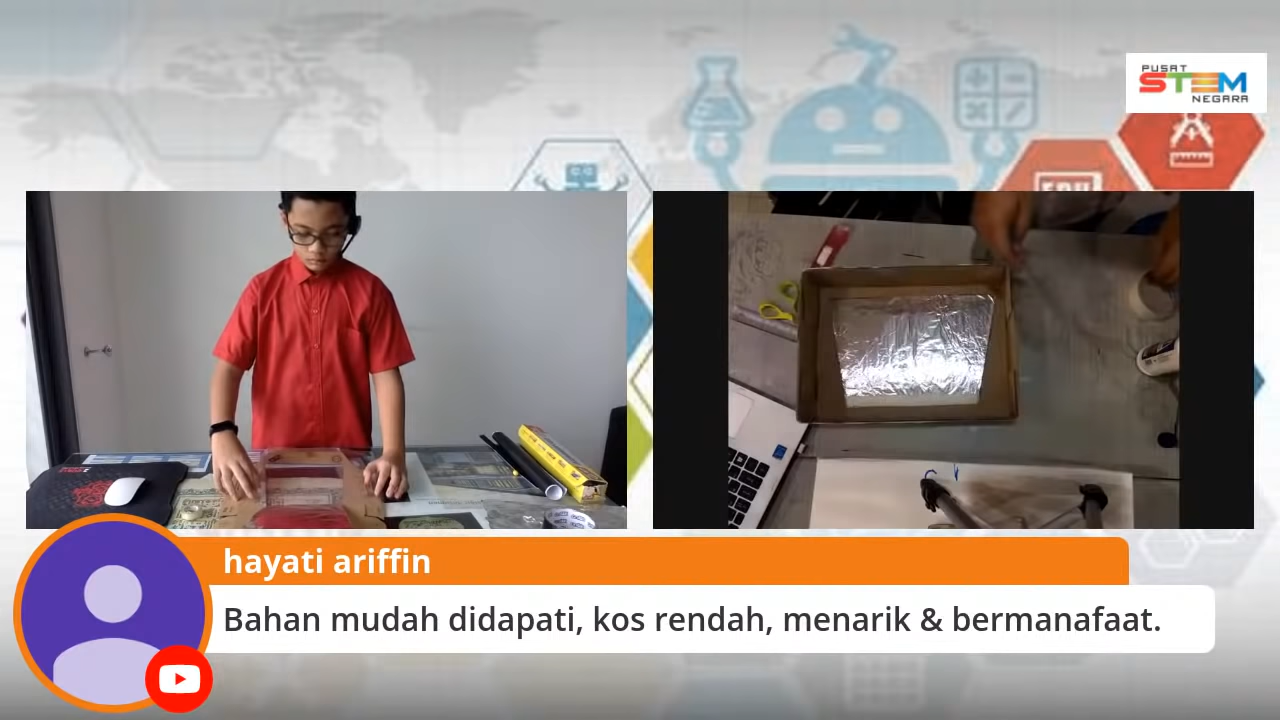 PUSAT
STEM
NEGARA
hayati ariffin
Bahan mudah didapati, kos rendah, menarik & bermanafaat.